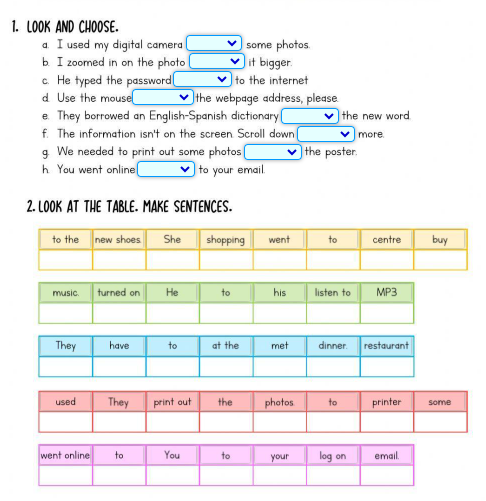 1. LOOK AND CHOOSE.
a. I used my digital camera some photos.
b. I zoomed in on the photo it bigger.
c. He typed the password to the internet
d. Use the mouse the webpage address, please.
e. They borrowed an English-Spanish dictionary the new word.
f. The information isn't on the screen. Scroll down more.
g. We needed to print out some photos the poster.
h. You went online to your email.
2. LOOK AT THE TABLE. MAKE SENTENCES.
to the new shoes. She shopping went to centre buy
music. turned on He to his listen to MP3
They have to at the met dinner. restaurant
used They print out the photos. to printer some
went online to You to your log on email.